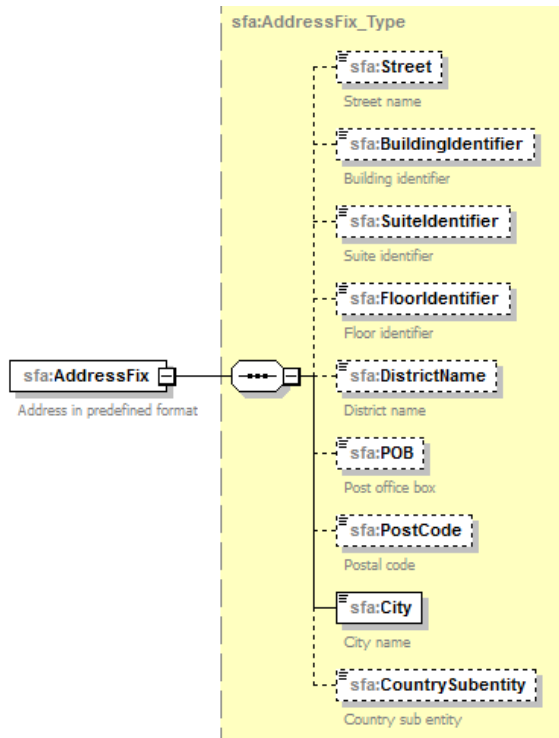 sfa:AddressFix_Type
sfa:Street
Street name
sfa:BuildingIdentifier
Building identifier
sfa:SuiteIdentifier
Suite identifier
sfa:FloorIdentifier
Floor identifier
sfa:AddressFix
Address in predefined format
sfa:DistrictName
District name
sfa:POB
Post office box
sfa:PostCode
Postal code
sfa:City
City name
sfa:CountrySubentity
Country sub entity